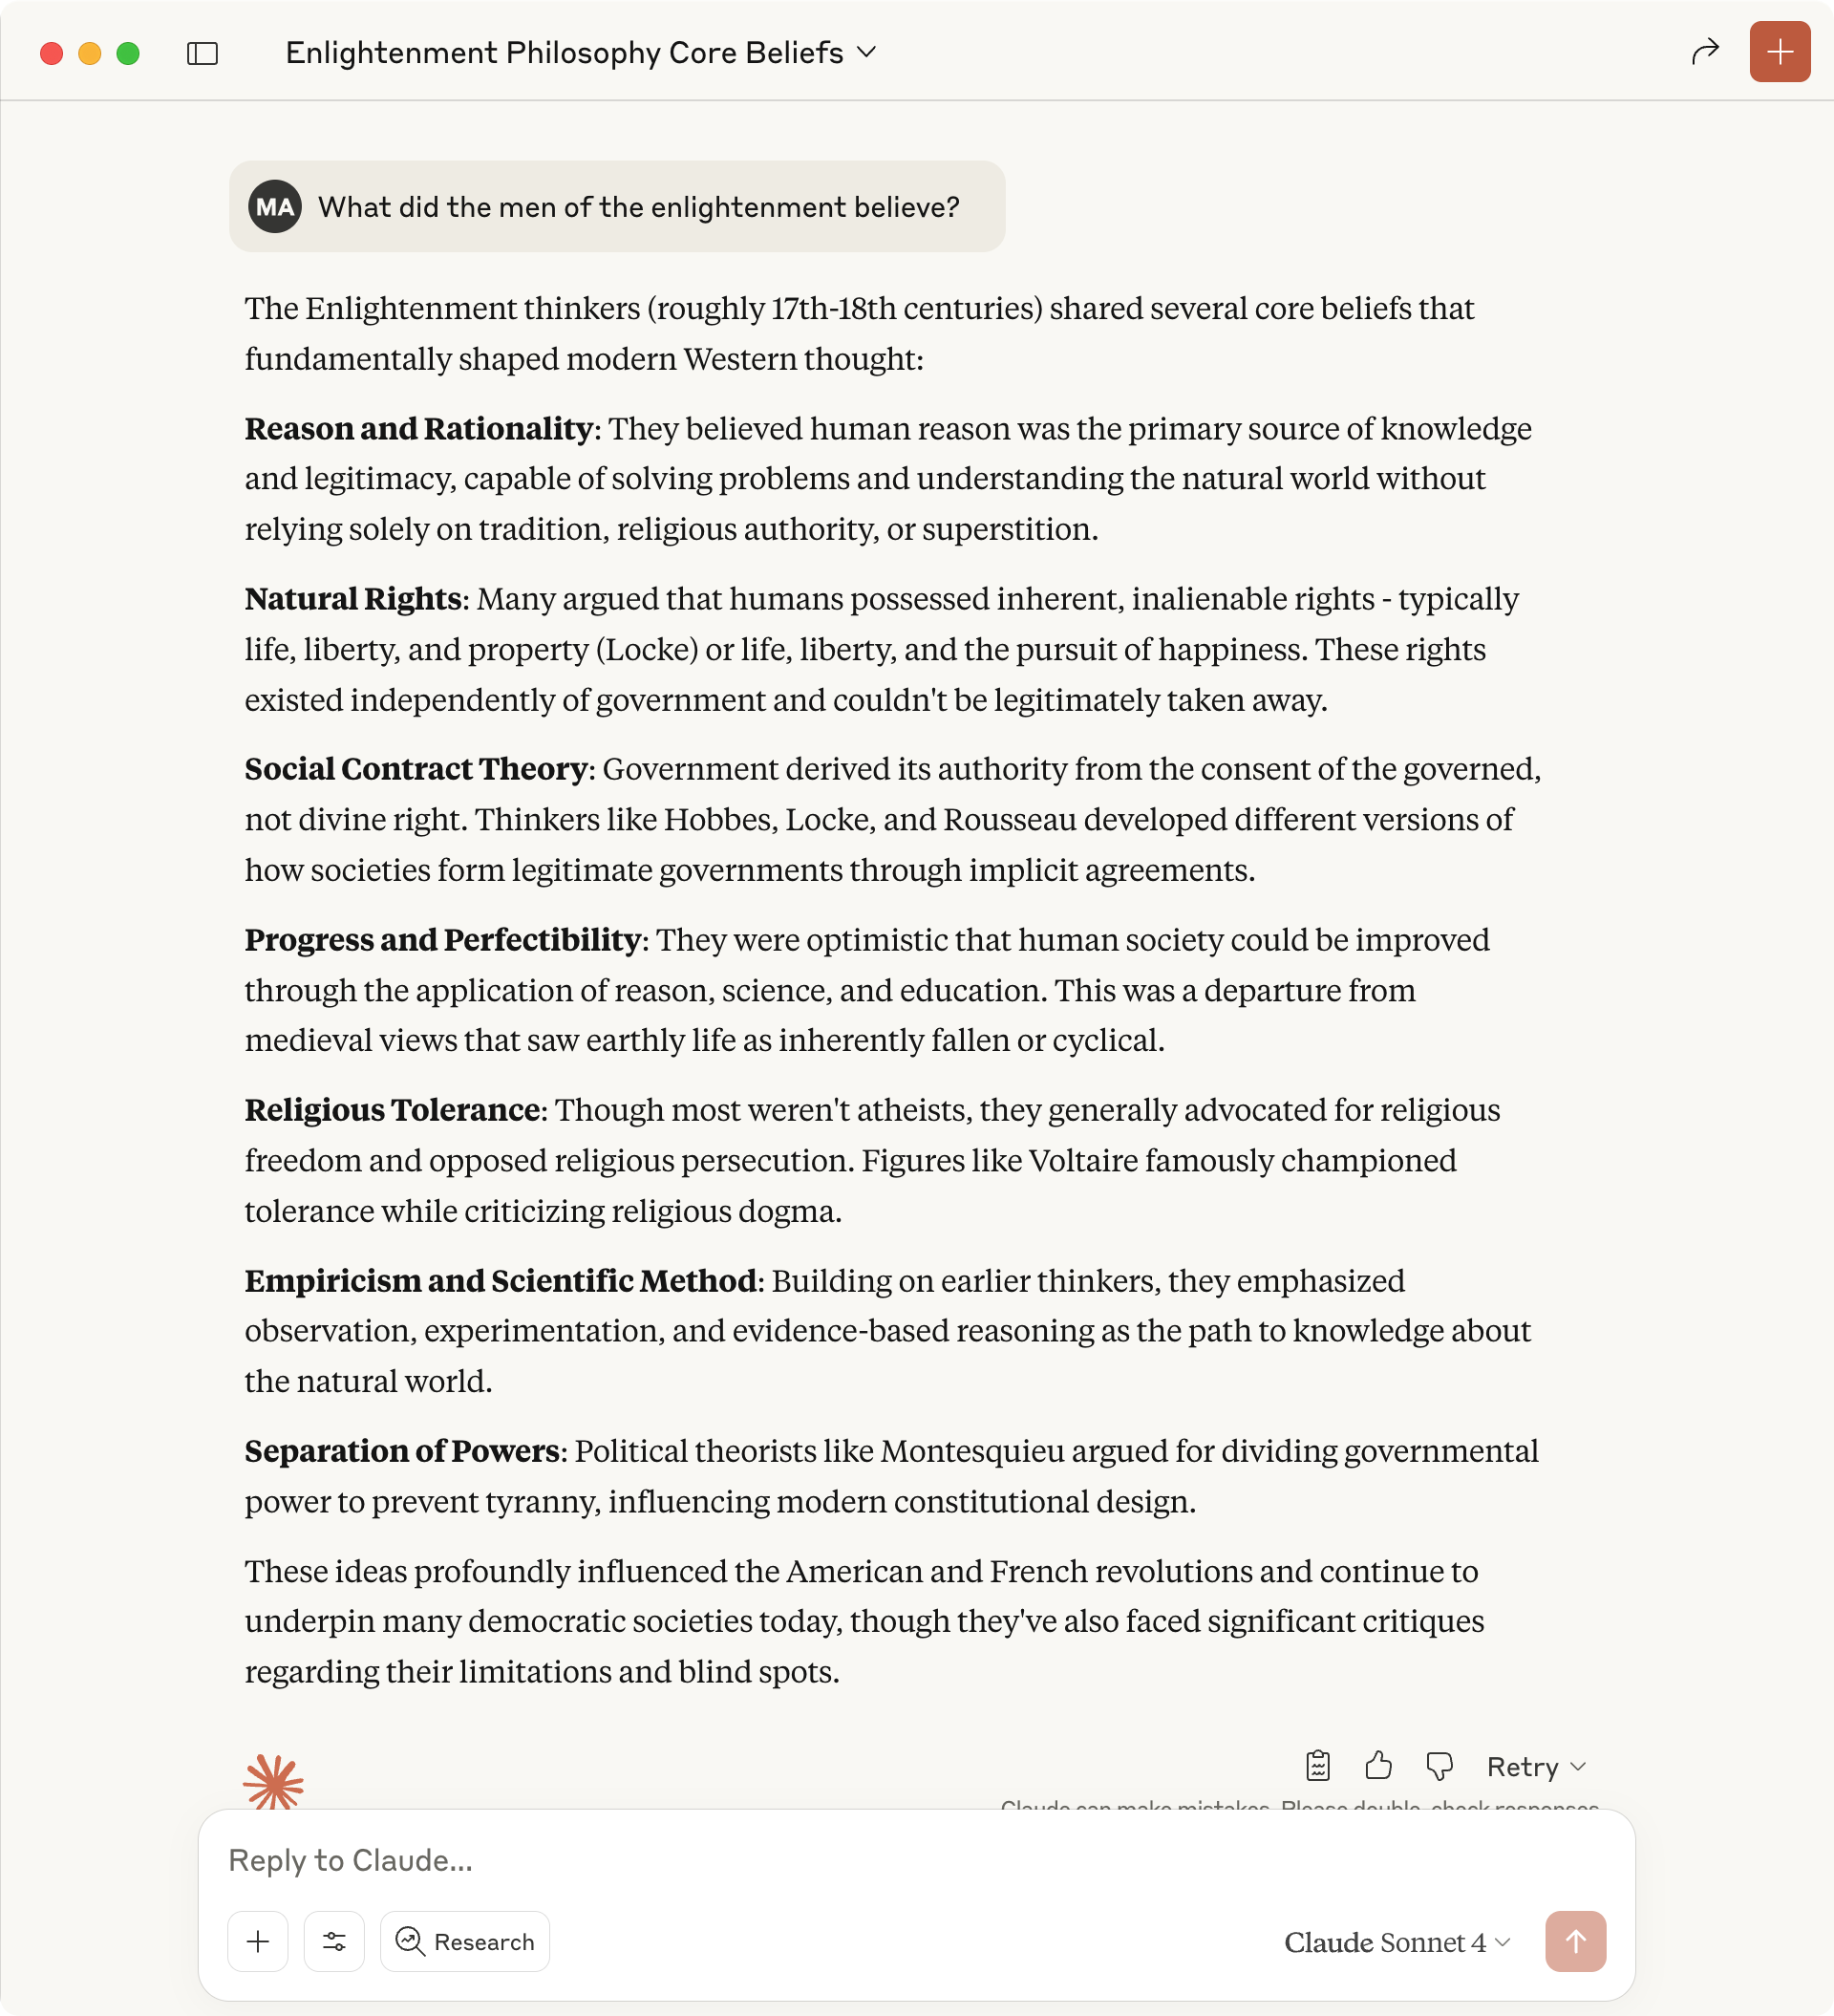 Enlightenment Philosophy Core Beliefs
MA What did the men of the enlightenment believe?
The Enlightenment thinkers (roughly 17th-18th centuries) shared several core beliefs that
fundamentally shaped modern Western thought:
Reason and Rationality: They believed human reason was the primary source of knowledge
and legitimacy, capable of solving problems and understanding the natural world without
relying solely on tradition, religious authority, or superstition.
Natural Rights: Many argued that humans possessed inherent, inalienable rights - typically
life, liberty, and property (Locke) or life, liberty, and the pursuit of happiness. These rights
existed independently of government and couldn't be legitimately taken away.
Social Contract Theory: Government derived its authority from the consent of the governed,
not divine right. Thinkers like Hobbes, Locke, and Rousseau developed different versions of
how societies form legitimate governments through implicit agreements.
Progress and Perfectibility: They were optimistic that human society could be improved
through the application of reason, science, and education. This was a departure from
medieval views that saw earthly life as inherently fallen or cyclical.
Religious Tolerance: Though most weren't atheists, they generally advocated for religious
freedom and opposed religious persecution. Figures like Voltaire famously championed
tolerance while criticizing religious dogma.
Empiricism and Scientific Method: Building on earlier thinkers, they emphasized
observation, experimentation, and evidence-based reasoning as the path to knowledge about
the natural world.
Separation of Powers: Political theorists like Montesquieu argued for dividing governmental
power to prevent tyranny, influencing modern constitutional design.
These ideas profoundly influenced the American and French revolutions and continue to
underpin many democratic societies today, though they've also faced significant critiques
regarding their limitations and blind spots.
Retry
Claude can make mistakes. Please double-check responses.
Reply to Claude...
Research
Claude Sonnet 4